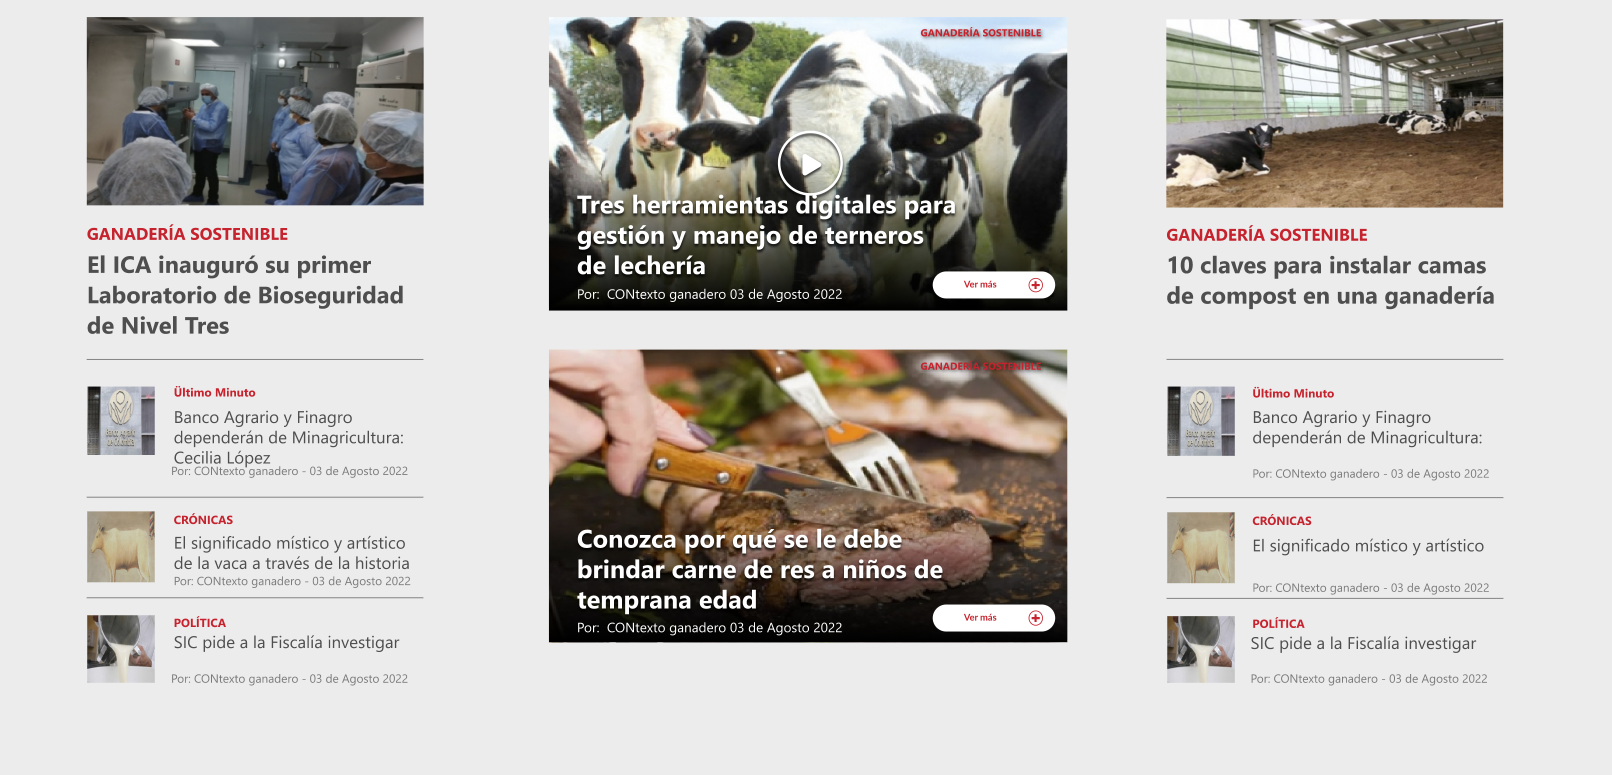 GANADERÍA SOSTENIBLE
El ICA inauguró su primer
Laboratorio de Bioseguridad
de Nivel Tres
Banco Agrario
de Colombia
Último Minuto
Banco Agrario y Finagro
dependerán de Minagricultura:
Cecilia López
Por: CONtexto ganadero - 03 de Agosto 2022
CRÓNICAS
El significado místico y artístico
de la vaca a través de la historia
Por: CONtexto ganadero - 03 de Agosto 2022
POLÍTICA
SIC pide a la Fiscalía investigar
Por: CONtexto ganadero - 03 de Agosto 2022
GANADERÍA SOSTENIBLE
Tres herramientas digitales para
gestión y manejo de terneros
de lechería
Por: CONtexto ganadero 03 de Agosto 2022
Ver más
GANADERÍA SOSTENIBLE
Conozca por qué se le debe
brindar carne de res a niños de
temprana edad
Por: CONtexto ganadero 03 de Agosto 2022
Ver más
GANADERÍA SOSTENIBLE
10 claves para instalar camas
de compost en una ganadería
Banco Agrario
de Colombia
Último Minuto
Banco Agrario y Finagro
dependerán de Minagricultura:
Por: CONtexto ganadero - 03 de Agosto 2022
CRÓNICAS
El significado místico y artístico
Por: CONtexto ganadero - 03 de Agosto 2022
POLÍTICA
SIC pide a la Fiscalía investigar
Por: CONtexto ganadero - 03 de Agosto 2022